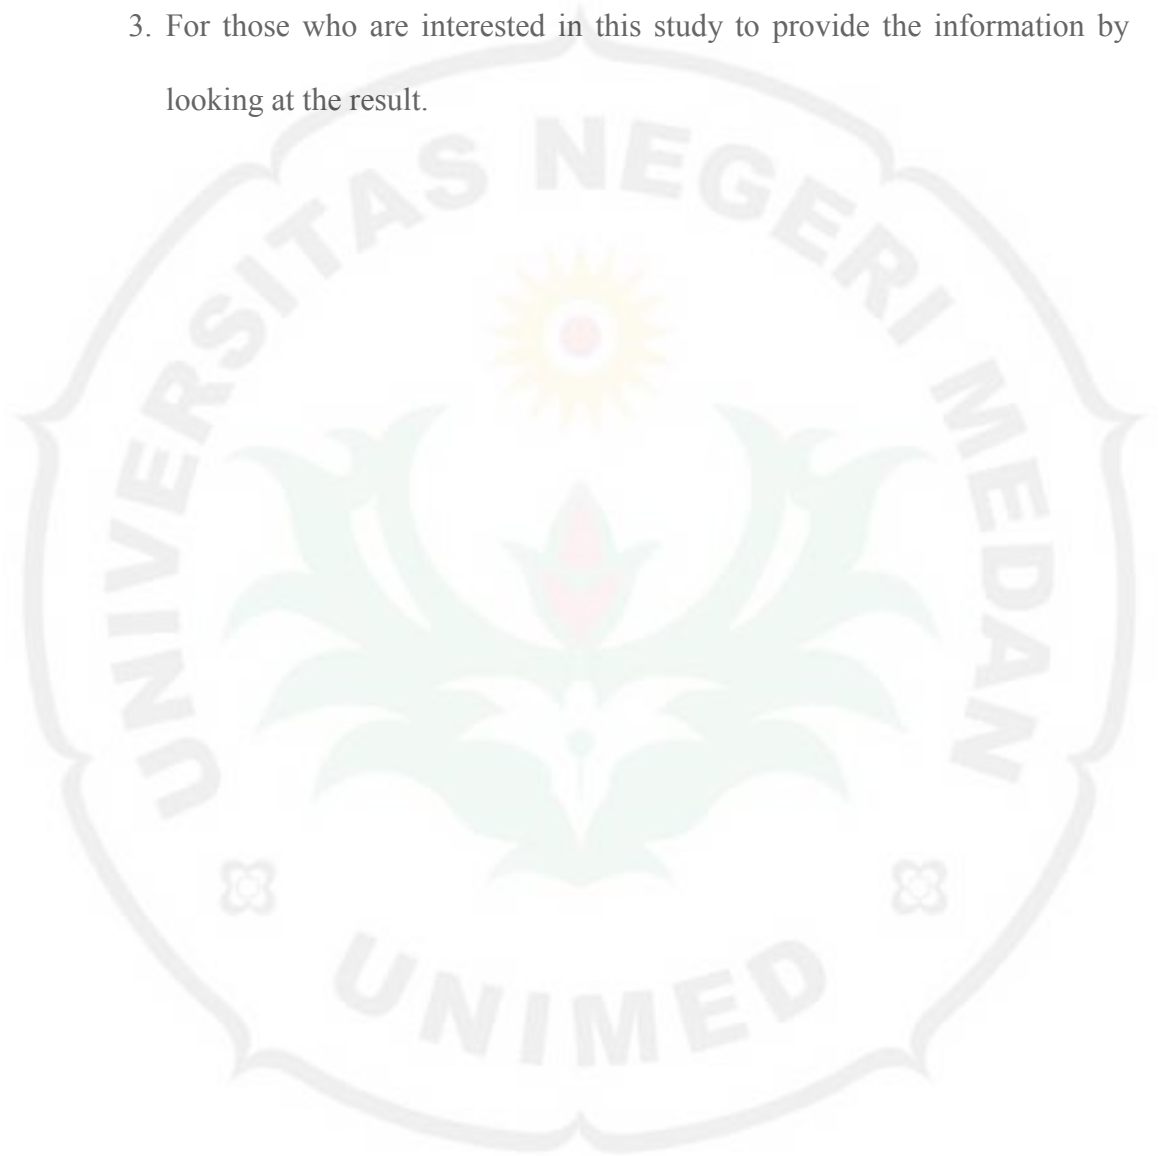 3. For those who are interested in this study to provide the information by
looking at the result.
UNIVERSITAS NEGERI MEDAN
UNIMED